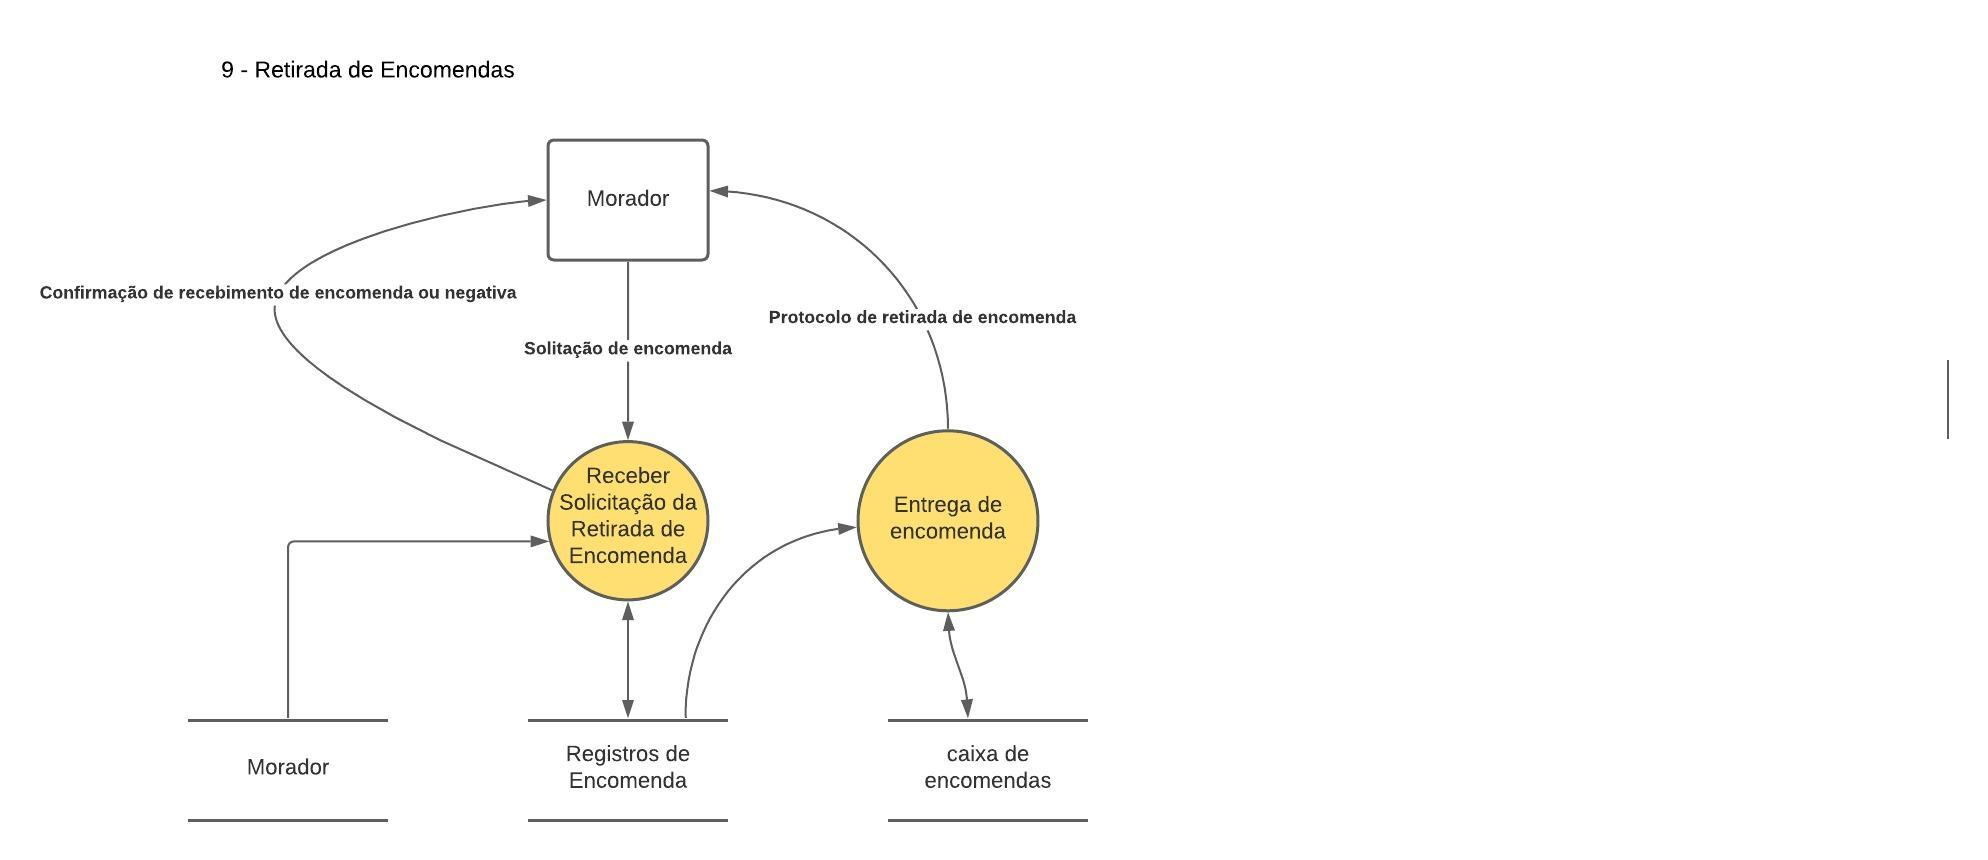 9 - Retirada de Encomendas
Morador
Confirmação de recebimento de encomenda ou negativa
Protocolo de retirada de encomenda
Solitação de encomenda
Receber
Solicitação da
Retirada de
Encomenda
Entrega de
encomenda
Morador
Registros de
Encomenda
caixa de
encomendas